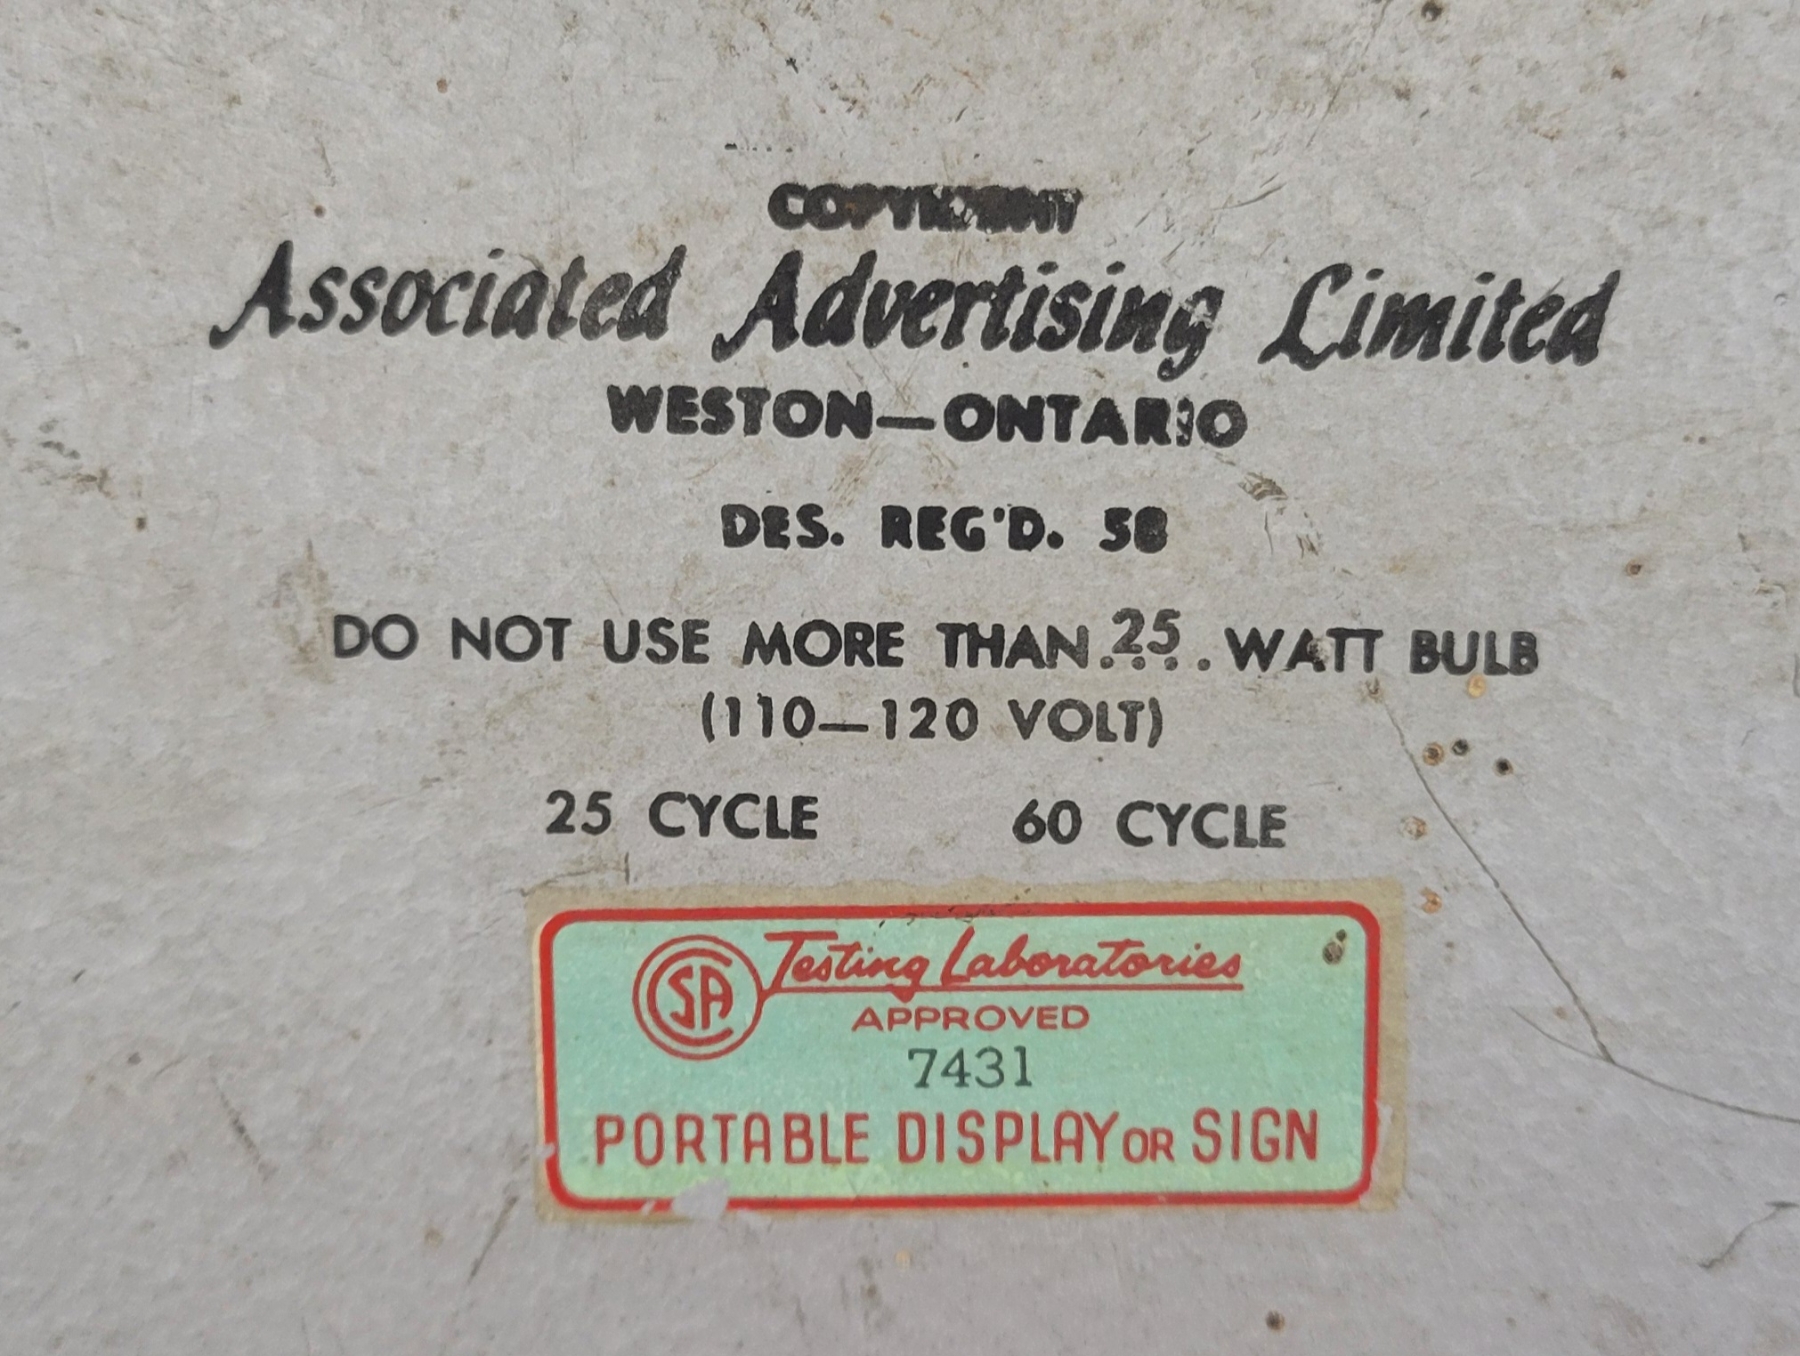 COPYRIGHT
Associated Advertising Limited
WESTON—ONTARIO
DES. REG'D. 58
DO NOT USE MORE THAN..25..WATT BULB
(110—120 VOLT)
25 CYCLE 60 CYCLE
CSA Testing Laboratories
APPROVED
7431
PORTABLE DISPLAY OR SIGN